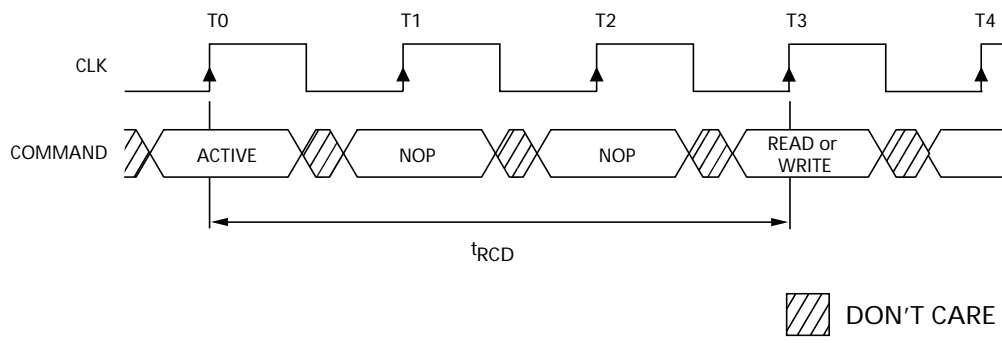 T0 T1 T2 T3 T4
CLK
COMMAND ACTIVE NOP NOP READ or
WRITE
tRCD
DON'T CARE